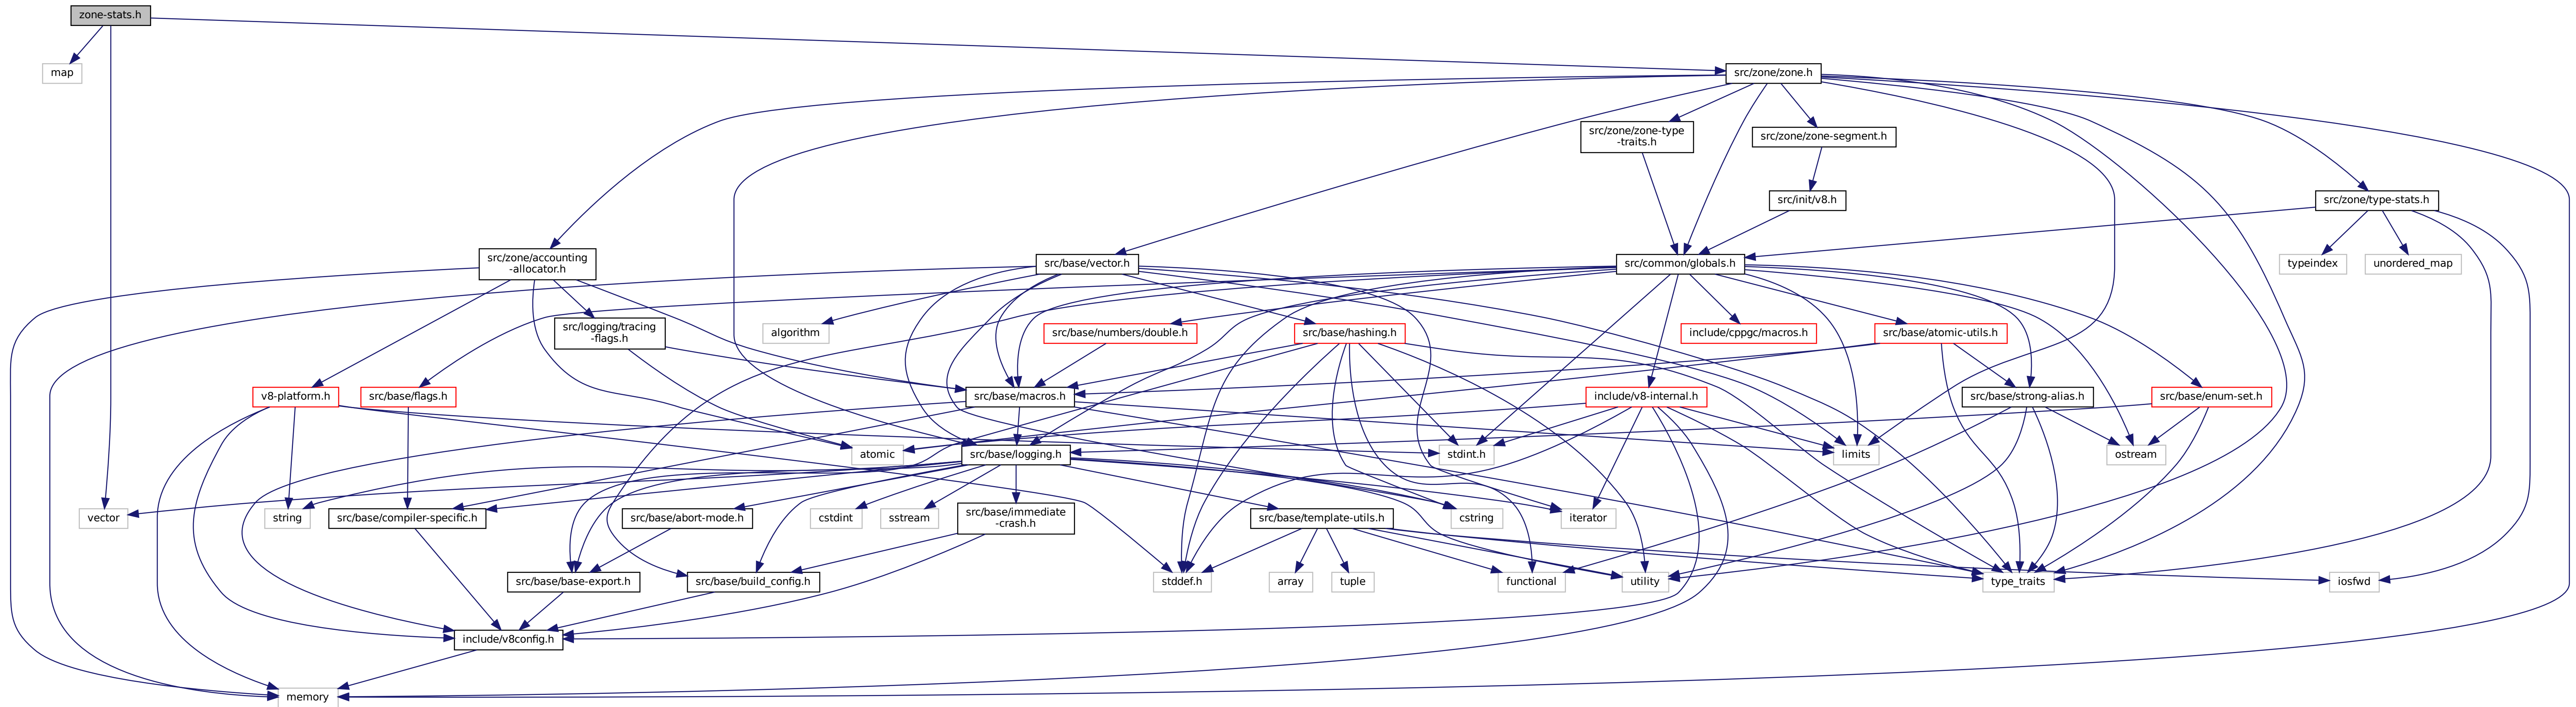 zone-stats.h
map
src/zone/zone.h
src/zone/zone-type
-traits.h
src/zone/zone-segment.h
src/init/v8.h
src/zone/type-stats.h
src/zone/accounting
-allocator.h
src/base/vector.h
src/common/globals.h
typeindex
unordered_map
algorithm
src/logging/tracing
-flags.h
src/base/numbers/double.h
src/base/hashing.h
include/cppgc/macros.h
src/base/atomic-utils.h
v8-platform.h
src/base/flags.h
src/base/macros.h
include/v8-internal.h
src/base/strong-alias.h
src/base/enum-set.h
atomic
src/base/logging.h
stdint.h
limits
ostream
vector
string
src/base/compiler-specific.h
src/base/abort-mode.h
cstdint
sstream
src/base/immediate
-crash.h
src/base/template-utils.h
cstring
iterator
src/base/base-export.h
src/base/build_config.h
stddef.h
array
tuple
functional
utility
type_traits
iosfwd
include/v8config.h
memory